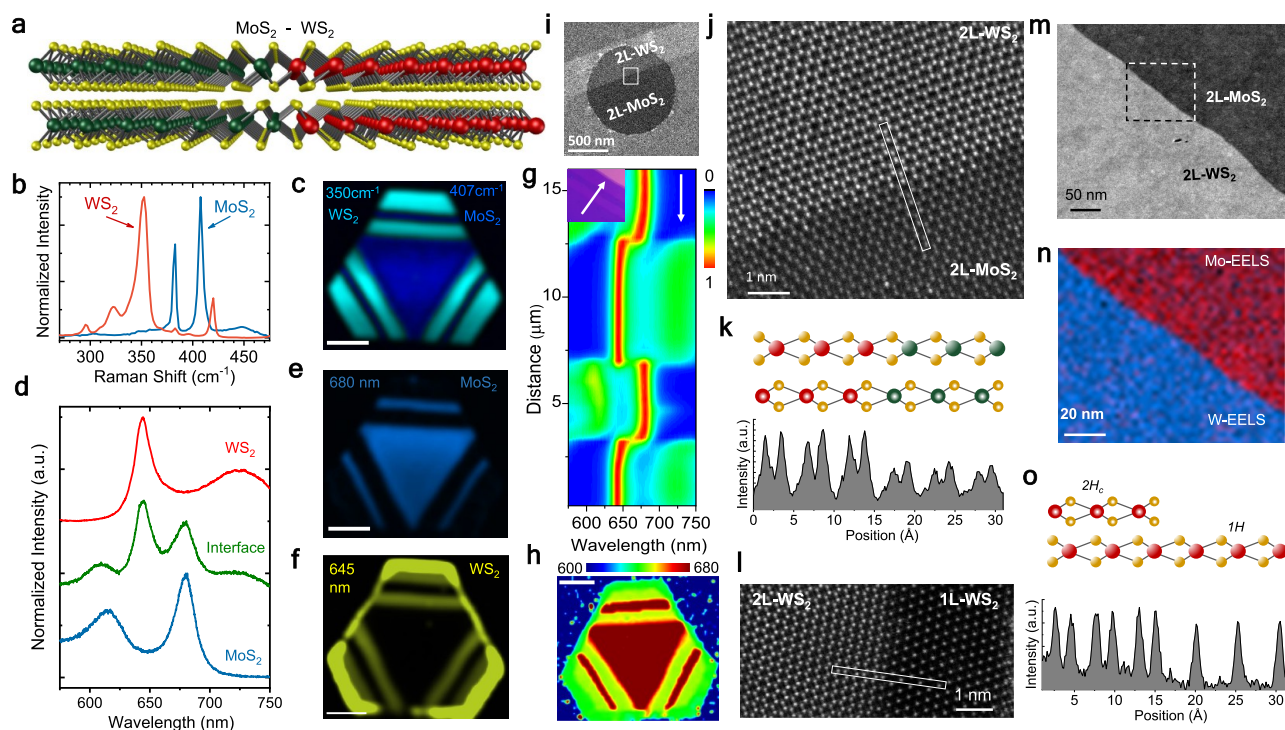 a
MoS₂ - WS₂
b
WS₂
MoS₂
Normalized Intensity
300
350
400
450
Raman Shift (cm⁻¹)
c
350cm⁻¹
WS₂
407cm⁻¹
MoS₂
d
WS₂
Interface
MoS₂
Normalized Intensity (a.u.)
600
650
700
750
Wavelength (nm)
e
680 nm
MoS₂
f
645
nm
WS₂
g
0
1
15
10
5
Distance (μm)
600
650
700
750
Wavelength (nm)
h
600
680
i
2L-WS₂
2L-MoS₂
500 nm
j
2L-WS₂
2L-MoS₂
1 nm
k
Intensity (a.u.)
0
5
10
15
20
25
30
Position (Å)
l
2L-WS₂
1L-WS₂
1 nm
m
2L-MoS₂
2L-WS₂
50 nm
n
Mo-EELS
W-EELS
20 nm
o
2H_c
1H
Intensity (a.u.)
5
10
15
20
25
30
Position (Å)